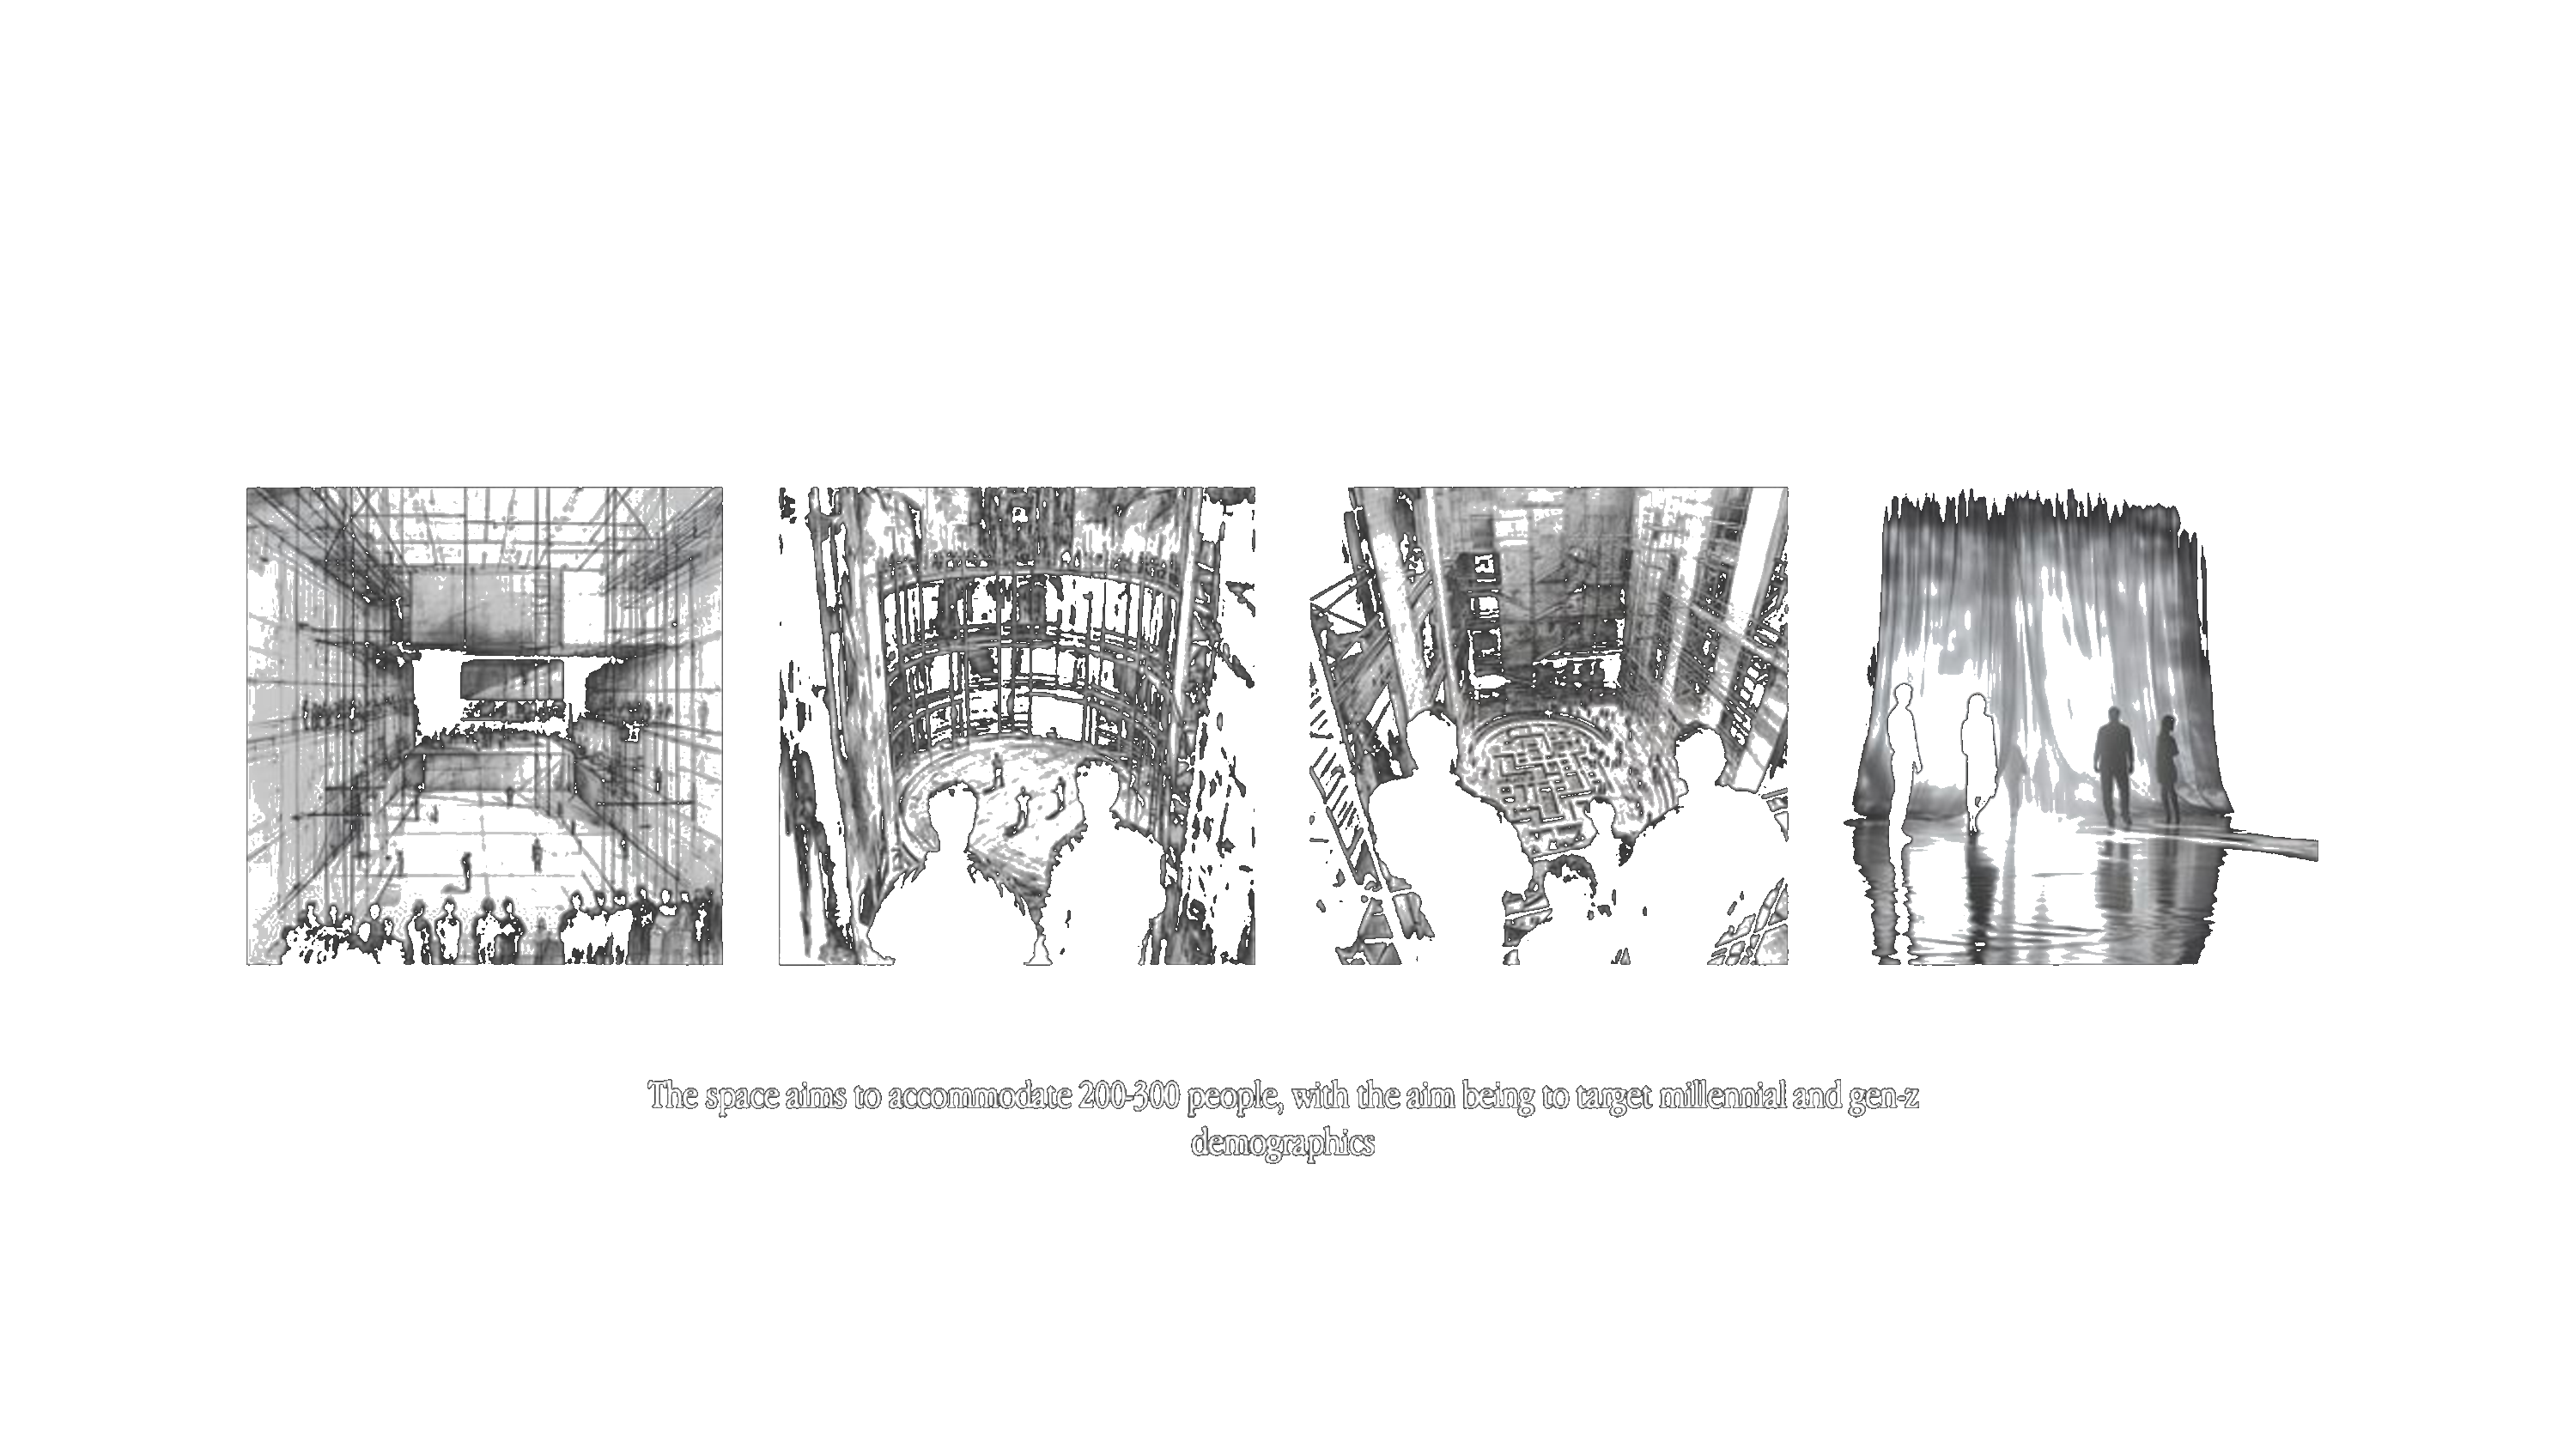 The space aims to accommodate 200-300 people, with the aim being to target millennial and gen-z
demographics